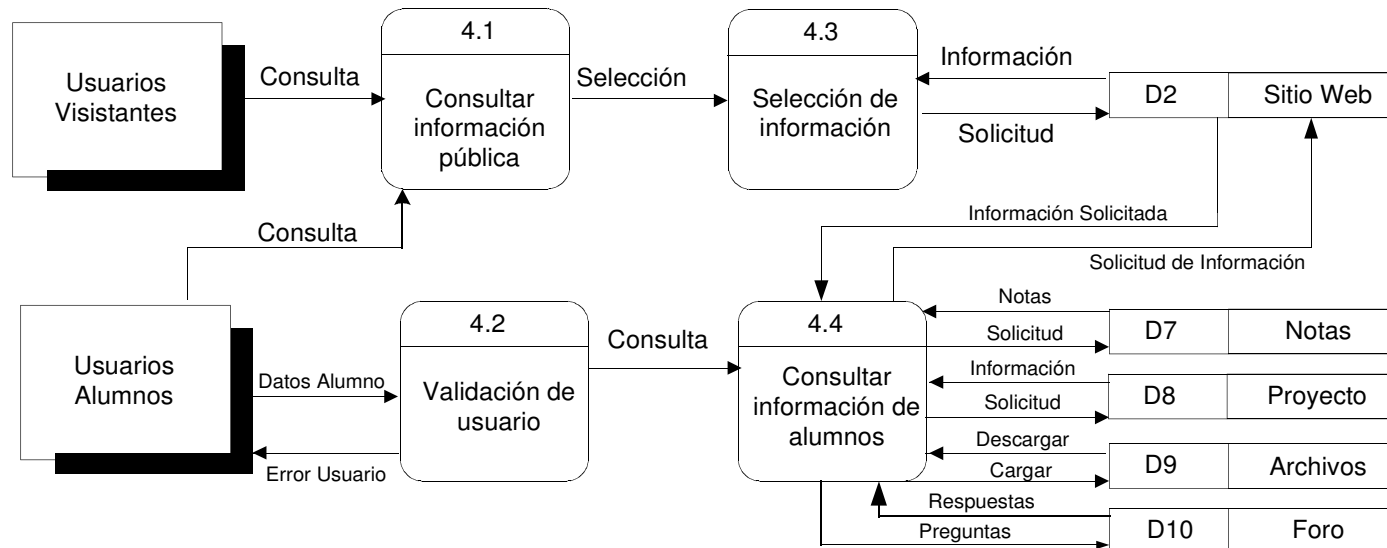 4.1
4.3
Usuarios
Visistantes
Consulta
Consultar
información
pública
Selección
Selección de
información
Información
Solicitud
D2
Sitio Web
Consulta
Información Solicitada
Solicitud de Información
Usuarios
Alumnos
Datos Alumno
Error Usuario
4.2
Validación de
usuario
Consulta
4.4
Consultar
información de
alumnos
Notas
Solicitud
D7
Notas
Información
Solicitud
D8
Proyecto
Descargar
Cargar
D9
Archivos
Respuestas
Preguntas
D10
Foro